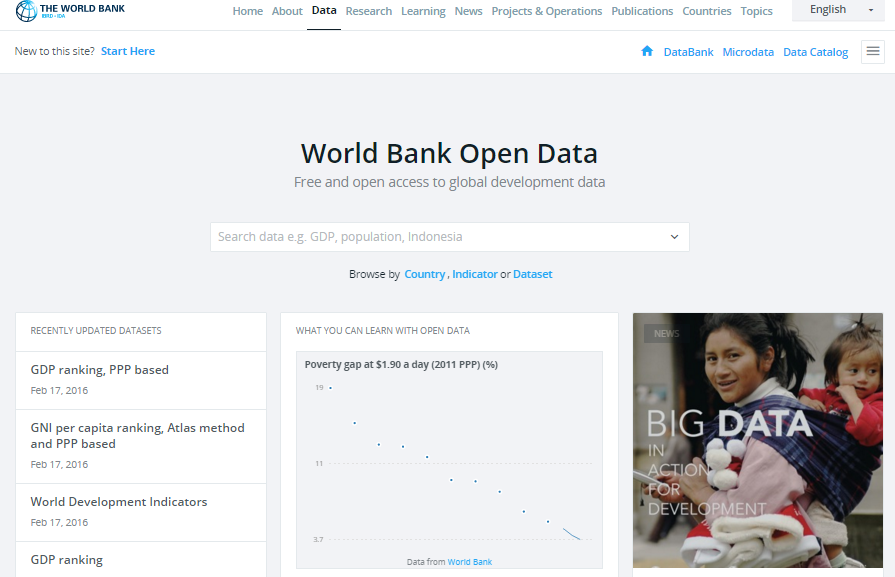 THE WORLD BANK
IBRD • IDA
Home About Data Research Learning News Projects & Operations Publications Countries Topics English
New to this site? Start Here
DataBank Microdata Data Catalog
World Bank Open Data
Free and open access to global development data
Search data e.g. GDP, population, Indonesia
Browse by Country , Indicator or Dataset
RECENTLY UPDATED DATASETS
GDP ranking, PPP based
Feb 17, 2016
GNI per capita ranking, Atlas method
and PPP based
Feb 17, 2016
World Development Indicators
Feb 17, 2016
GDP ranking
WHAT YOU CAN LEARN WITH OPEN DATA
Poverty gap at $1.90 a day (2011 PPP) (%)
19
11
3.7
Data from World Bank
NEWS
BIG DATA
IN
ACTION
FOR
DEVELOPMENT